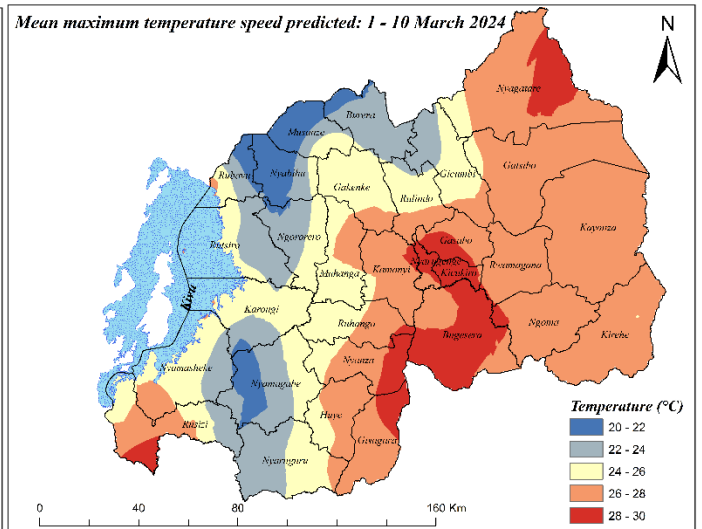 Mean maximum temperature speed predicted: 1 - 10 March 2024
N
Nyagatare
Burera
Musanze
Gatsibo
Rubavu
Nyabihu
Gakenke
Gicumbi
Rulindo
Kayonza
Rutsiro
Ngororero
Gasabo
Nyarugenge
Kicukiro
Rwamagana
Muhanga
Kamonyi
Kivu
Karongi
Ruhango
Bugesera
Ngoma
Kirehe
Nyamasheke
Nyamagabe
Nyanza
Huye
Rusizi
Gisagara
Nyaruguru
Temperature (°C)
20 - 22
22 - 24
24 - 26
26 - 28
28 - 30
0 40 80 160 Km